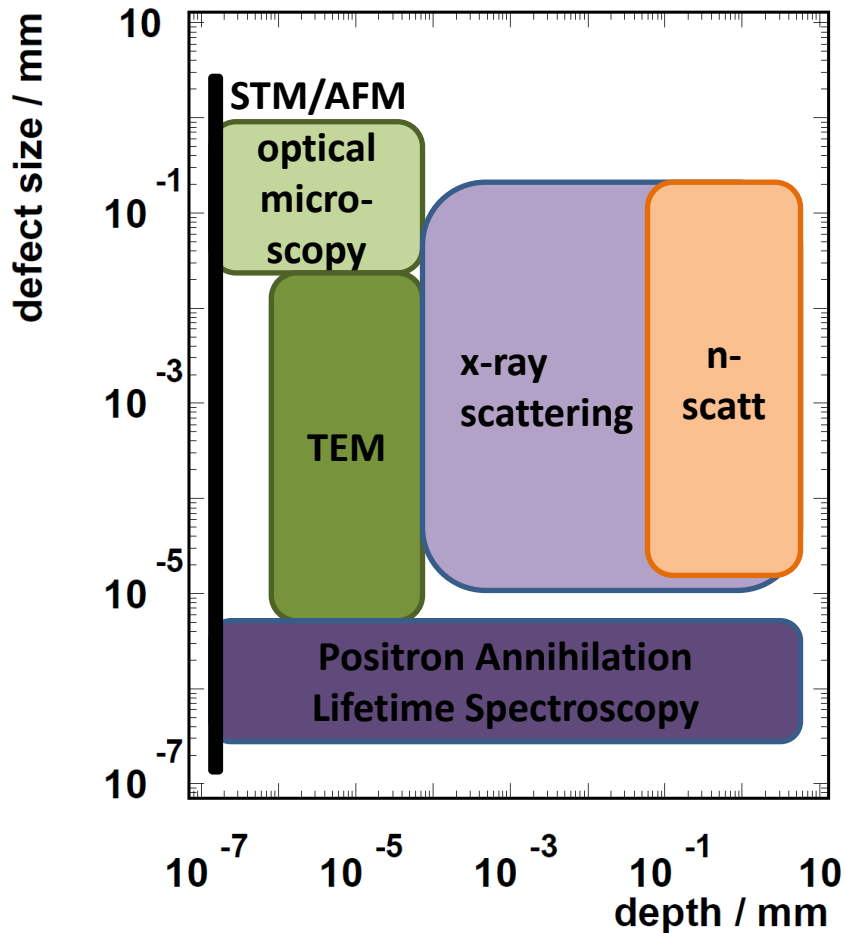 10
defect size / mm
STM/AFM
optical
micro-
scopy
10 -1
x-ray
scattering
n-
scatt
10 -3
TEM
10 -5
Positron Annihilation
Lifetime Spectroscopy
10 -7
10 -7 10 -5 10 -3 10 -1 10
depth / mm